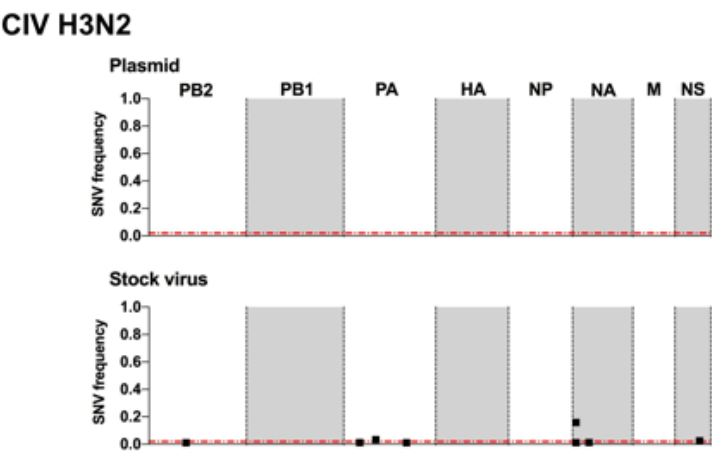 CIV H3N2
Plasmid
PB2 PB1 PA HA NP NA M NS
SNV frequency
1.0
0.8
0.6
0.4
0.2
0.0
Stock virus
SNV frequency
1.0
0.8
0.6
0.4
0.2
0.0